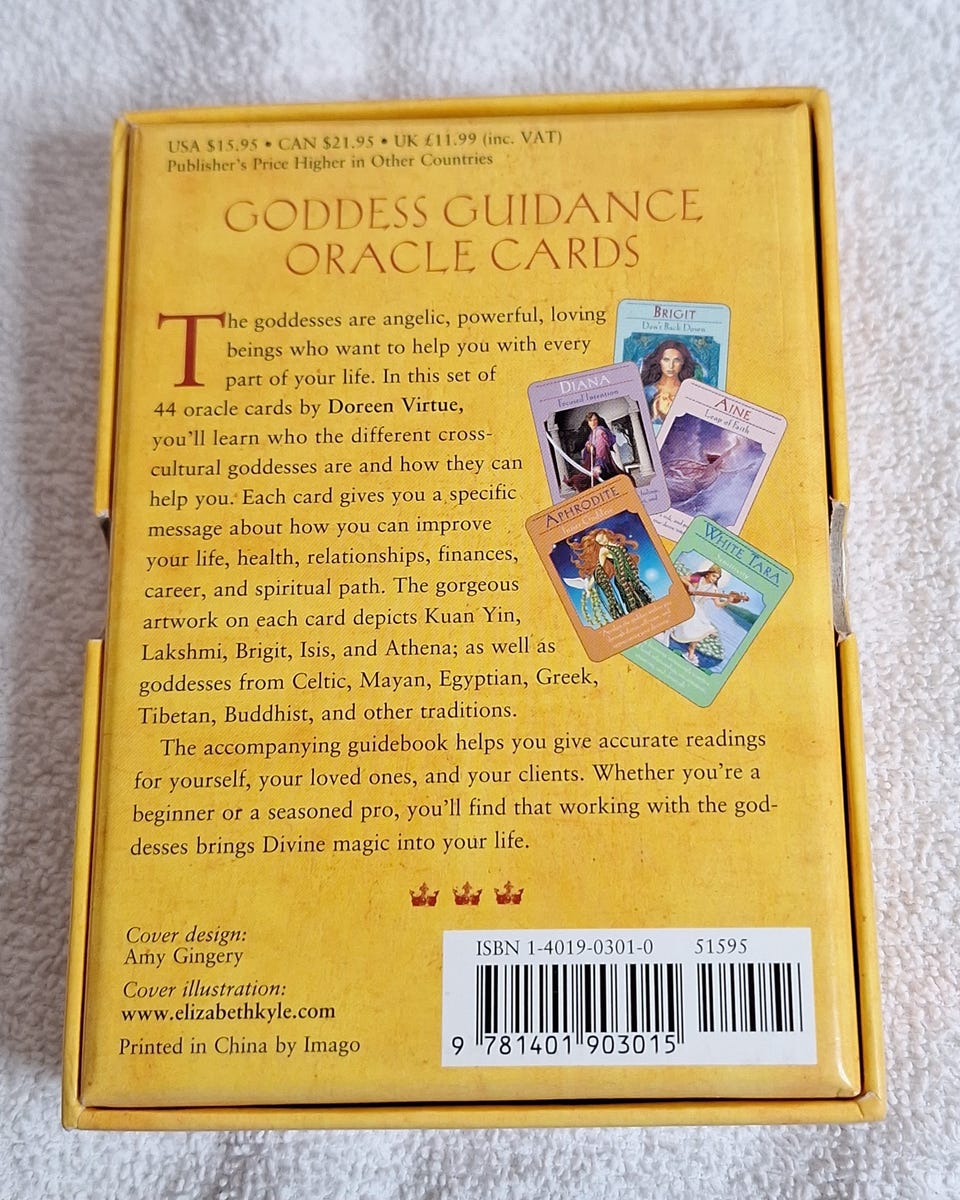 USA $15.95 • CAN $21.95 • UK £11.99 (inc. VAT)
Publisher's Price Higher in Other Countries
GODDESS GUIDANCE
ORACLE CARDS
The goddesses are angelic, powerful, loving
beings who want to help you with every
part of your life. In this set of
44 oracle cards by Doreen Virtue,
you'll learn who the different cross-
cultural goddesses are and how they can
help you. Each card gives you a specific
message about how you can improve
your life, health, relationships, finances,
career, and spiritual path. The gorgeous
artwork on each card depicts Kuan Yin,
Lakshmi, Brigit, Isis, and Athena; as well as
goddesses from Celtic, Mayan, Egyptian, Greek,
Tibetan, Buddhist, and other traditions.
The accompanying guidebook helps you give accurate readings
for yourself, your loved ones, and your clients. Whether you're a
beginner or a seasoned pro, you'll find that working with the god-
desses brings Divine magic into your life.
BRIGIT
Don't Back Down
DIANA
Focused Intention
AINE
Leap of Faith
APHRODITE
Inner Goddess
WHITE TARA
Sensitivity
Cover design:
Amy Gingery
Cover illustration:
www.elizabethkyle.com
Printed in China by Imago
ISBN 1-4019-0301-0 51595
9 781401 903015